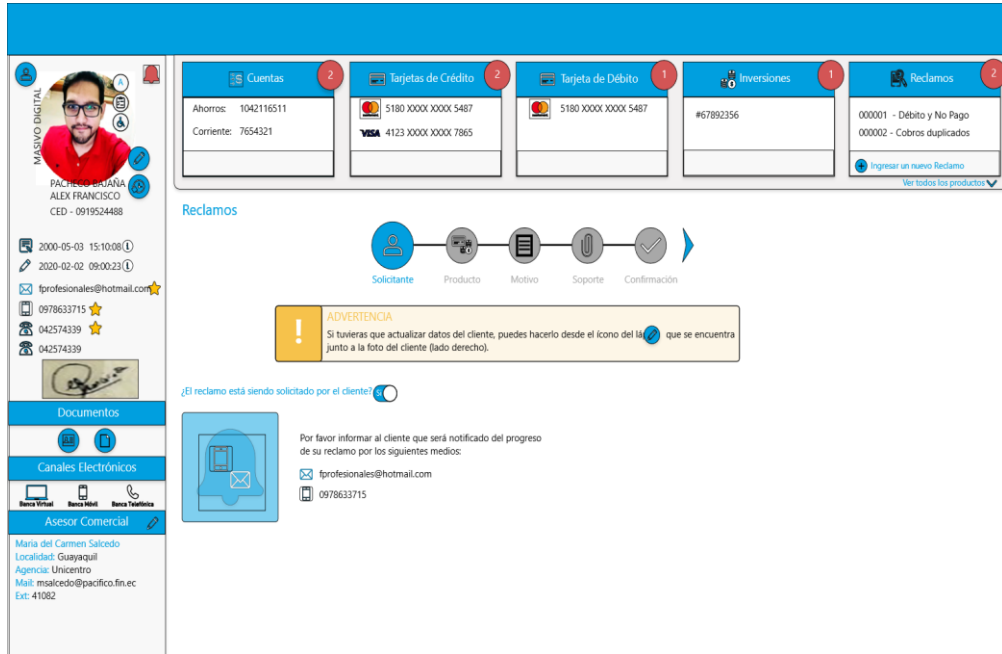 MASIVO DIGITAL
A
PACHECO BAJAÑA
ALEX FRANCISCO
CED - 0919524488
2000-05-03 15:10:08
2020-02-02 09:00:23
fprofesionales@hotmail.com
0978633715
042574339
042574339
Documentos
Canales Electrónicos
Banca Virtual Banca Móvil Banca Telefónica
Asesor Comercial
Maria del Carmen Salcedo
Localidad: Guayaquil
Agencia: Unicentro
Mail: msalcedo@pacifico.fin.ec
Ext: 41082
Cuentas 2
Ahorros: 1042116511
Corriente: 7654321
Tarjetas de Crédito 2
5180 XXXX XXXX 5487
VISA 4123 XXXX XXXX 7865
Tarjeta de Débito 1
5180 XXXX XXXX 5487
Inversiones 1
#67892356
Reclamos 2
000001 - Débito y No Pago
000002 - Cobros duplicados
Ingresar un nuevo Reclamo
Ver todos los productos
Reclamos
Solicitante Producto Motivo Soporte Confirmación
! ADVERTENCIA
Si tuvieras que actualizar datos del cliente, puedes hacerlo desde el ícono del que se encuentra
junto a la foto del cliente (lado derecho).
¿El reclamo está siendo solicitado por el cliente?
Por favor informar al cliente que será notificado del progreso
de su reclamo por los siguientes medios:
fprofesionales@hotmail.com
0978633715